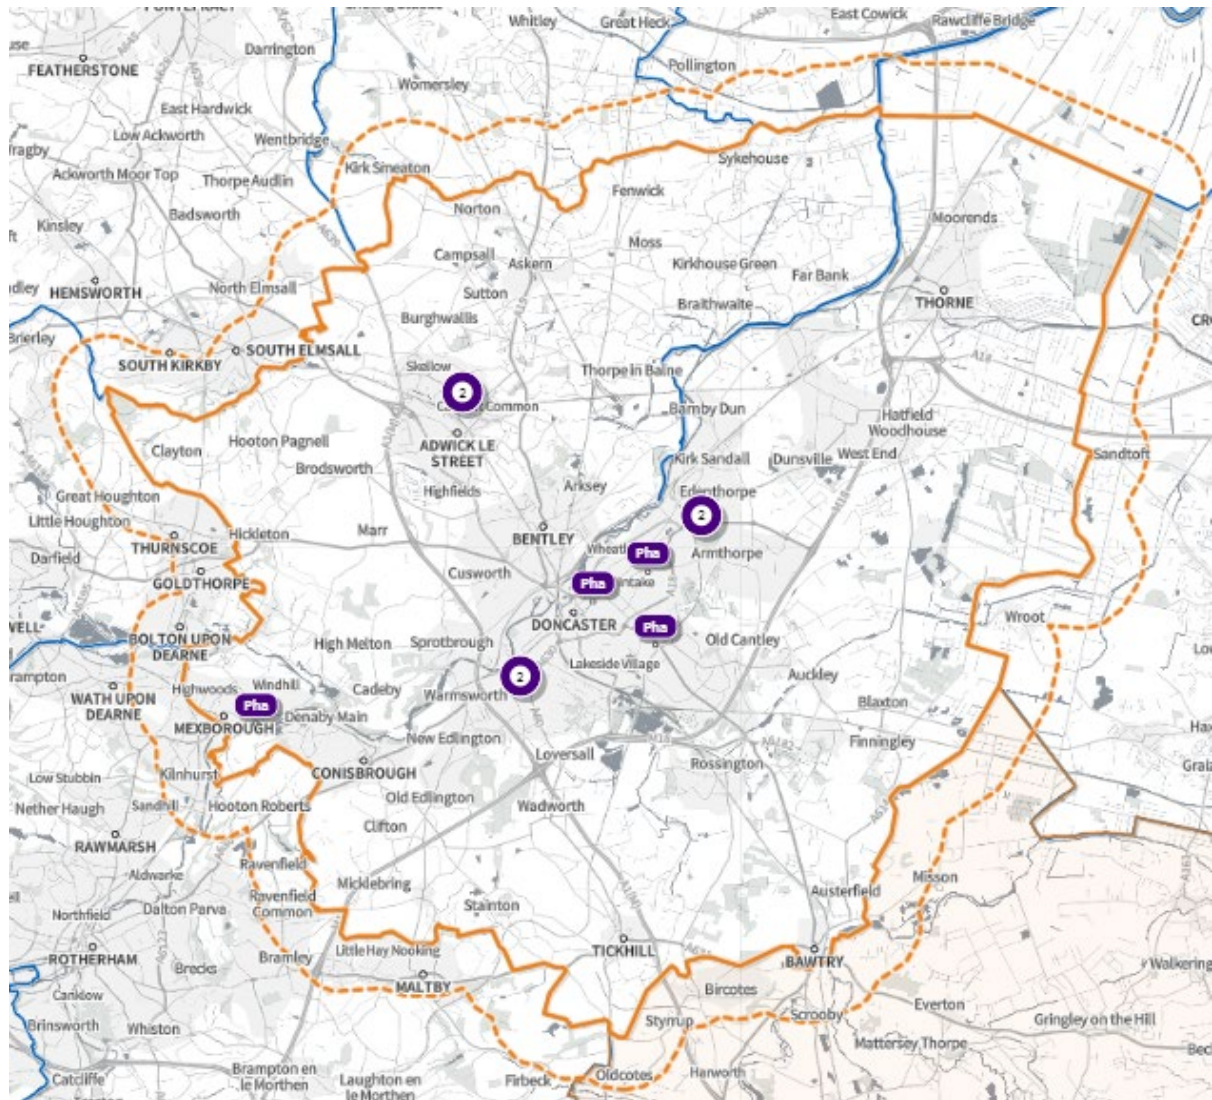 Whitley
Great Heck
East Cowick
Rawcliffe Bridge
Darrington
FEATHERSTONE
Pollington
Womersley
East Hardwick
Low Ackworth
Wentbridge
Ackworth Moor Top
Thorpe Audlin
Kirk Smeaton
Sykehouse
Fenwick
Badsworth
Norton
Kinsley
Moorends
A639
Campsall
Askern
Moss
Kirkhouse Green
Far Bank
HEMSWORTH
North Elmsall
Sutton
Braithwaite
THORNE
Burghwallis
Brierley
SOUTH ELMSALL
SOUTH KIRKBY
A18
Skellow
Thorpe in Balne
2
Common
Barnby Dun
Hatfield
Woodhouse
Clayton
Hooton Pagnell
ADWICK LE
STREET
Brodsworth
Kirk Sandall
Dunsville
West End
Sandtoft
Great Houghton
Highfields
Arksey
Edenthorpe
Little Houghton
2
THURNSCOE
Hickleton
Marr
BENTLEY
Armthorpe
Darfield
Pha
GOLDTHORPE
Cusworth
Pha
Intake
Wroot
BOLTON UPON
DEARNE
DONCASTER
Pha
High Melton
Sprotbrough
Old Cantley
Lakeside Village
2
Auckley
WATH UPON
DEARNE
Highwoods
Windhill
Cadeby
Warmsworth
Blaxton
Pha
MEXBOROUGH
Denaby Main
New Edlington
M18
Finningley
Loversall
Rossington
Low Stubbin
Kilnhurst
CONISBROUGH
Nether Haugh
Sandhill
Hooton Roberts
Old Edlington
Wadworth
RAWMARSH
Clifton
Aldwarke
Ravenfield
Micklebring
Misson
Ravenfield
Common
Austerfield
Northfield
Dalton Parva
Stainton
ROTHERHAM
Brecks
Bramley
Little Hay Nooking
TICKHILL
BAWTRY
Walkering
MALTBY
Canklow
Bircotes
Everton
Brinsworth
Whiston
Styrrup
Scrooby
Gringley on the Hill
Mattersey Thorpe
Catcliffe
Brampton en
le Morthen
Laughton en
le Morthen
Firbeck
Oldcotes
Harworth